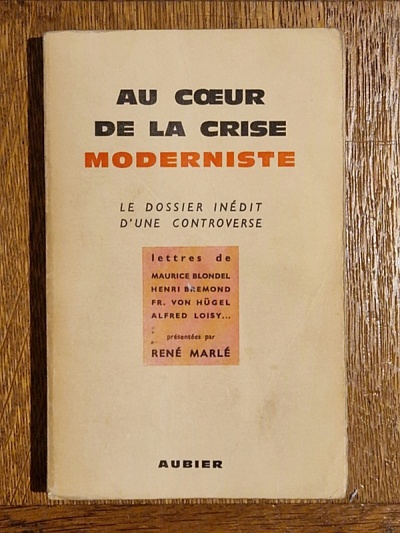 AU CŒUR
DE LA CRISE
MODERNISTE
LE DOSSIER INÉDIT
D'UNE CONTROVERSE
lettres de
MAURICE BLONDEL
HENRI BREMOND
FR. VON HÜGEL
ALFRED LOISY...
présentées par
RENÉ MARLÉ
AUBIER